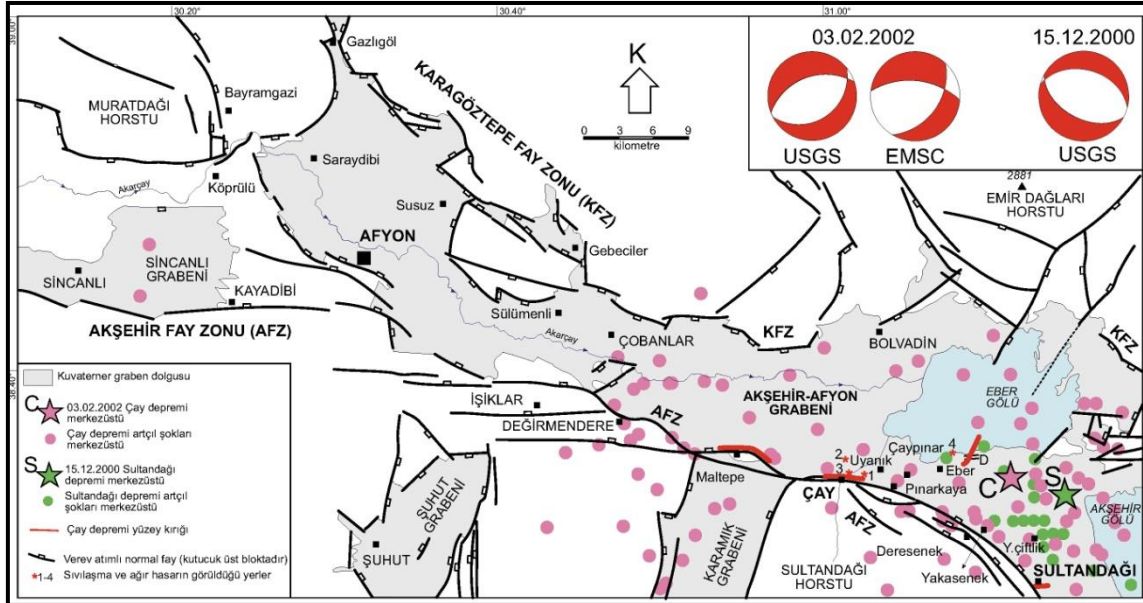 30.20°
30.40°
31.00°
39.00°
38.40°
03.02.2002
15.12.2000
USGS
EMSC
USGS
K
0 3 6 9
kilometre
Gazlıgöl
Bayramgazi
MURATDAĞI
HORSTU
KARAGÖZTEPE FAY ZONU (KFZ)
Saraydibi
Köprülü
Akarçay
Susuz
AFYON
Gebeciler
2881
EMİR DAĞLARI
HORSTU
SİNCANLI
GRABENİ
SİNCANLI
KAYADİBİ
AKŞEHİR FAY ZONU (AFZ)
Sülümenli
Akarçay
ÇOBANLAR
KFZ
BOLVADİN
KFZ
EBER
GÖLÜ
AKŞEHİR-AFYON
GRABENİ
İŞIKLAR
DEĞİRMENDERE
AFZ
Maltepe
2
Uyanık
3
1
ÇAY
Çaypınar
4
D
Eber
Pınarkaya
C
S
AKŞEHİR
GÖLÜ
AFZ
ŞUHUT
GRABENİ
ŞUHUT
KARAMIK
GRABENİ
SULTANDAĞI
HORSTU
Deresenek
Yakasenek
Y.çiftlik
SULTANDAĞI
Kuvaterner graben dolgusu
C
03.02.2002 Çay depremi
merkezüstü
Çay depremi artçıl şokları
merkezüstü
S
15.12.2000 Sultandağı
depremi merkezüstü
Sultandağı depremi artçıl
şokları merkezüstü
Çay depremi yüzey kırığı
Verev atımlı normal fay (kutucuk üst bloktadır)
1-4 Sıvılaşma ve ağır hasarın görüldüğü yerler